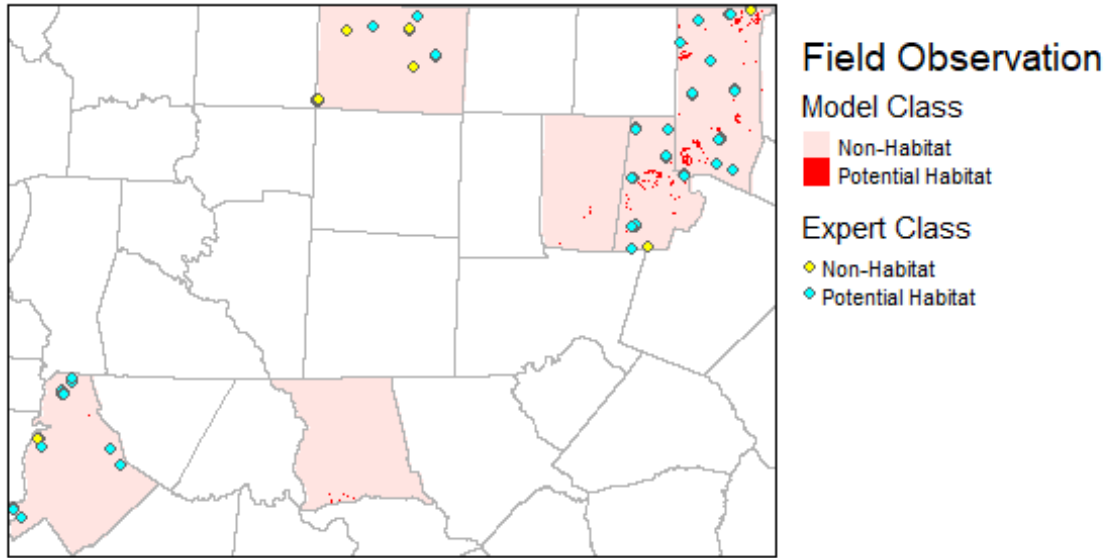 Field Observation
Model Class
Non-Habitat
Potential Habitat
Expert Class
Non-Habitat
Potential Habitat